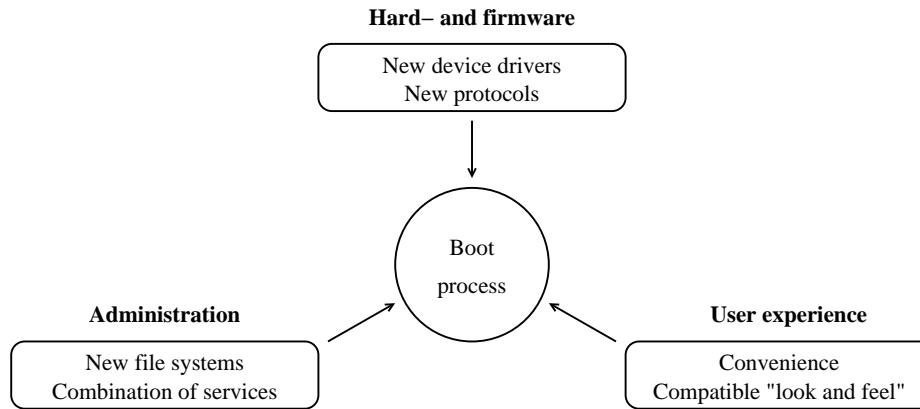 Hard– and firmware
New device drivers
New protocols
Boot
process
Administration
New file systems
Combination of services
User experience
Convenience
Compatible "look and feel"